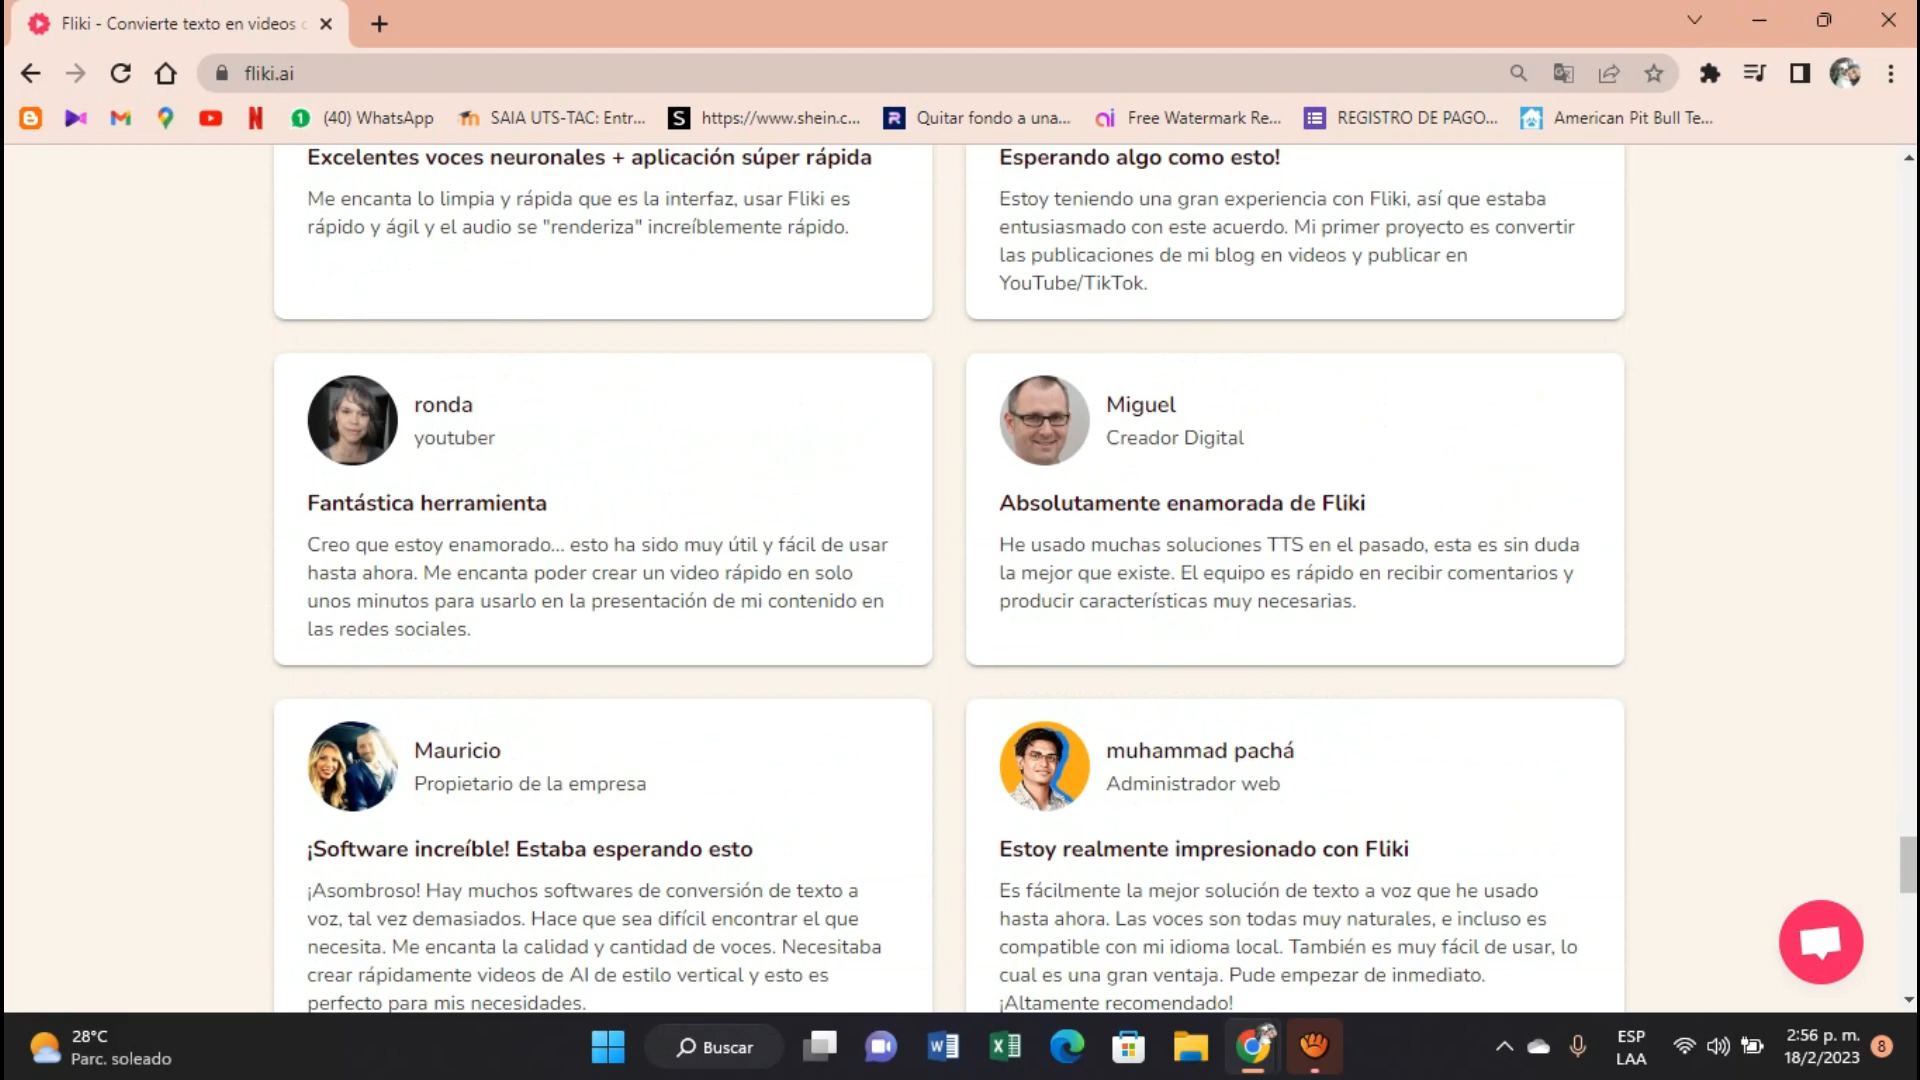 Fliki - Convierte texto en videos c
fliki.ai
(40) WhatsApp
SAIA UTS-TAC: Entr...
https://www.shein.c...
Quitar fondo a una...
Free Watermark Re...
REGISTRO DE PAGO...
American Pit Bull Te...
Excelentes voces neuronales + aplicación súper rápida
Me encanta lo limpia y rápida que es la interfaz, usar Fliki es
rápido y ágil y el audio se "renderiza" increíblemente rápido.
Esperando algo como esto!
Estoy teniendo una gran experiencia con Fliki, así que estaba
entusiasmado con este acuerdo. Mi primer proyecto es convertir
las publicaciones de mi blog en videos y publicar en
YouTube/TikTok.
ronda
youtuber
Fantástica herramienta
Creo que estoy enamorado... esto ha sido muy útil y fácil de usar
hasta ahora. Me encanta poder crear un video rápido en solo
unos minutos para usarlo en la presentación de mi contenido en
las redes sociales.
Miguel
Creador Digital
Absolutamente enamorada de Fliki
He usado muchas soluciones TTS en el pasado, esta es sin duda
la mejor que existe. El equipo es rápido en recibir comentarios y
producir características muy necesarias.
Mauricio
Propietario de la empresa
¡Software increíble! Estaba esperando esto
¡Asombroso! Hay muchos softwares de conversión de texto a
voz, tal vez demasiados. Hace que sea difícil encontrar el que
necesita. Me encanta la calidad y cantidad de voces. Necesitaba
crear rápidamente videos de AI de estilo vertical y esto es
perfecto para mis necesidades.
muhammad pachá
Administrador web
Estoy realmente impresionado con Fliki
Es fácilmente la mejor solución de texto a voz que he usado
hasta ahora. Las voces son todas muy naturales, e incluso es
compatible con mi idioma local. También es muy fácil de usar, lo
cual es una gran ventaja. Pude empezar de inmediato.
¡Altamente recomendado!
28°C
Parc. soleado
Buscar
ESP
LAA
2:56 p. m.
18/2/2023
8